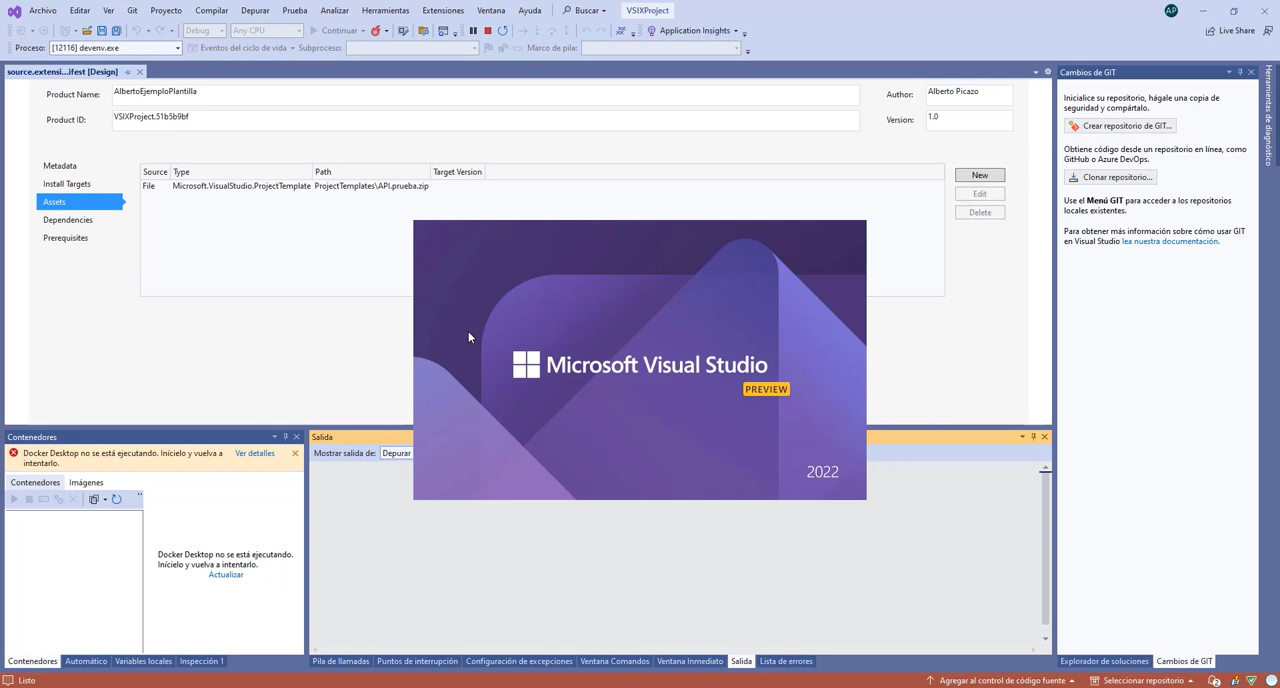 Archivo Editar Ver Git Proyecto Compilar Depurar Prueba Analizar Herramientas Extensiones Ventana Ayuda Buscar VSIXProject AP
Debug Any CPU Continuar Application Insights Live Share
Proceso: [12116] devenv.exe Eventos del ciclo de vida Subproceso: Marco de pila:
source.extensi...ifest [Design]
Product Name: AlbertoEjemploPlantilla Author: Alberto Picazo
Product ID: VSIXProject.51b5b9bf Version: 1.0
Metadata
Install Targets
Assets
Dependencies
Prerequisites
Source Type Path Target Version
File Microsoft.VisualStudio.ProjectTemplate ProjectTemplates\API.prueba.zip
New
Edit
Delete
Microsoft Visual Studio
PREVIEW
2022
Cambios de GIT
Inicialice su repositorio, hágale una copia de
seguridad y compártalo.
Crear repositorio de GIT...
Obtiene código desde un repositorio en línea, como
GitHub o Azure DevOps.
Clonar repositorio...
Use el Menú GIT para acceder a los repositorios
locales existentes.
Para obtener más información sobre cómo usar GIT
en Visual Studio lea nuestra documentación.
Herramientas de diagnóstico
Contenedores
Docker Desktop no se está ejecutando. Inícielo y vuelva a
intentarlo.
Ver detalles
Contenedores Imágenes
Docker Desktop no se está ejecutando.
Inícielo y vuelva a intentarlo.
Actualizar
Salida
Mostrar salida de: Depurar
Contenedores Automático Variables locales Inspección 1
Pila de llamadas Puntos de interrupción Configuración de excepciones Ventana Comandos Ventana Inmediato Salida Lista de errores
Explorador de soluciones Cambios de GIT
Listo Agregar al control de código fuente Seleccionar repositorio 2